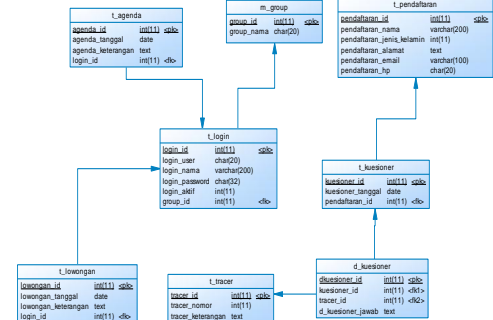 t_agenda
agenda_id int(11) <pk>
agenda_tanggal date
agenda_keterangan text
login_id int(11) <fk>
m_group
group_id int(11) <pk>
group_nama char(20)
t_pendaftaran
pendaftaran_id int(11) <pk>
pendaftaran_nama varchar(200)
pendaftaran_jenis_kelamin int(11)
pendaftaran_alamat text
pendaftaran_email varchar(100)
pendaftaran_hp char(20)
t_login
login_id int(11) <pk>
login_user char(20)
login_nama varchar(200)
login_password char(32)
login_aktif int(11)
group_id int(11) <fk>
t_kuesioner
kuesioner_id int(11) <pk>
kuesioner_tanggal date
pendaftaran_id int(11) <fk>
t_lowongan
lowongan_id int(11) <pk>
lowongan_tanggal date
lowongan_keterangan text
login_id int(11) <fk>
t_tracer
tracer_id int(11) <pk>
tracer_nomor int(11)
tracer_keterangan text
d_kuesioner
dkuesioner_id int(11) <pk>
kuesioner_id int(11) <fk1>
tracer_id int(11) <fk2>
d_kuesioner_jawab text